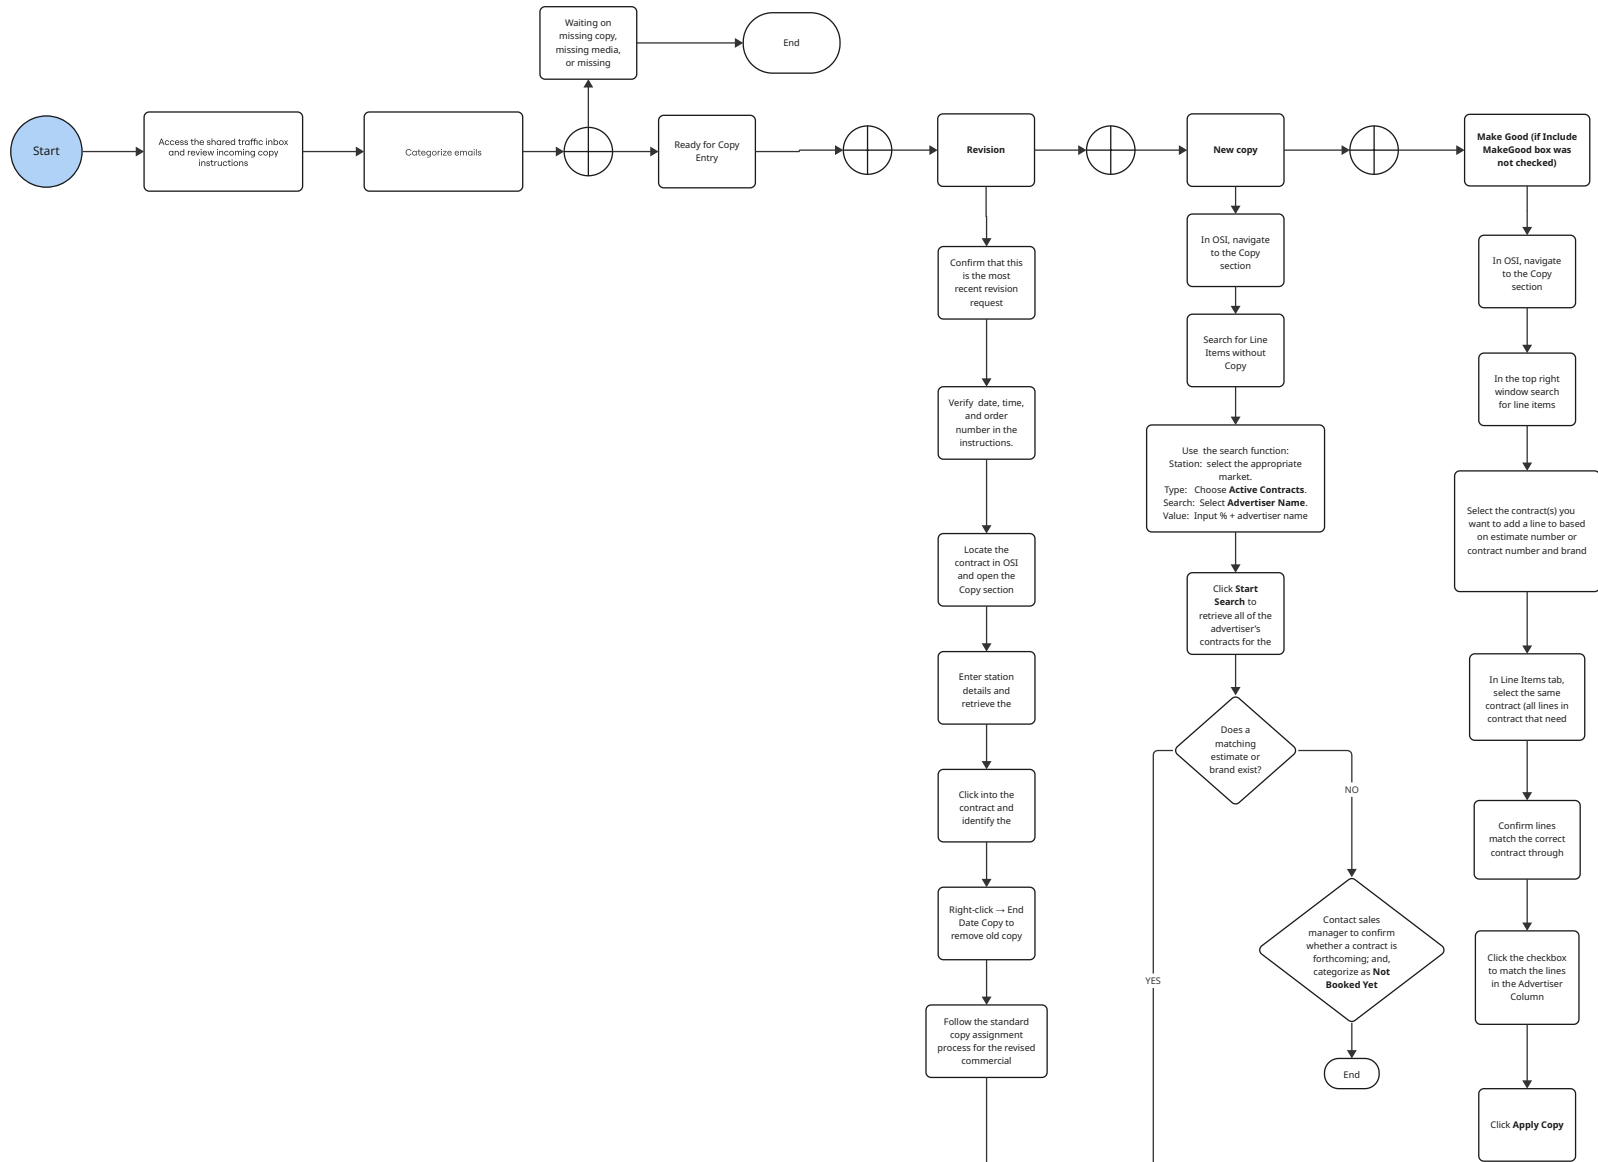 Waiting on
missing copy,
missing media,
or missing
End
Start
Access the shared traffic inbox
and review incoming copy
instructions
Categorize emails
Ready for Copy
Entry
Revision
New copy
Make Good (if Include
MakeGood box was
not checked)
Confirm that this
is the most
recent revision
request
Verify date, time,
and order
number in the
instructions.
Locate the
contract in OSI
and open the
Copy section
Enter station
details and
retrieve the
Click into the
contract and
identify the
Right-click → End
Date Copy to
remove old copy
Follow the standard
copy assignment
process for the revised
commercial
In OSI, navigate
to the Copy
section
Search for Line
Items without
Copy
Use the search function:
Station: select the appropriate
market.
Type: Choose Active Contracts.
Search: Select Advertiser Name.
Value: Input % + advertiser name
Click Start
Search to
retrieve all of the
advertiser's
contracts for the
Does a
matching
estimate or
brand exist?
YES
NO
Contact sales
manager to confirm
whether a contract is
forthcoming; and,
categorize as Not
Booked Yet
End
In OSI, navigate
to the Copy
section
In the top right
window search
for line items
Select the contract(s) you
want to add a line to based
on estimate number or
contract number and brand
In Line Items tab,
select the same
contract (all lines in
contract that need
Confirm lines
match the correct
contract through
Click the checkbox
to match the lines
in the Advertiser
Column
Click Apply Copy